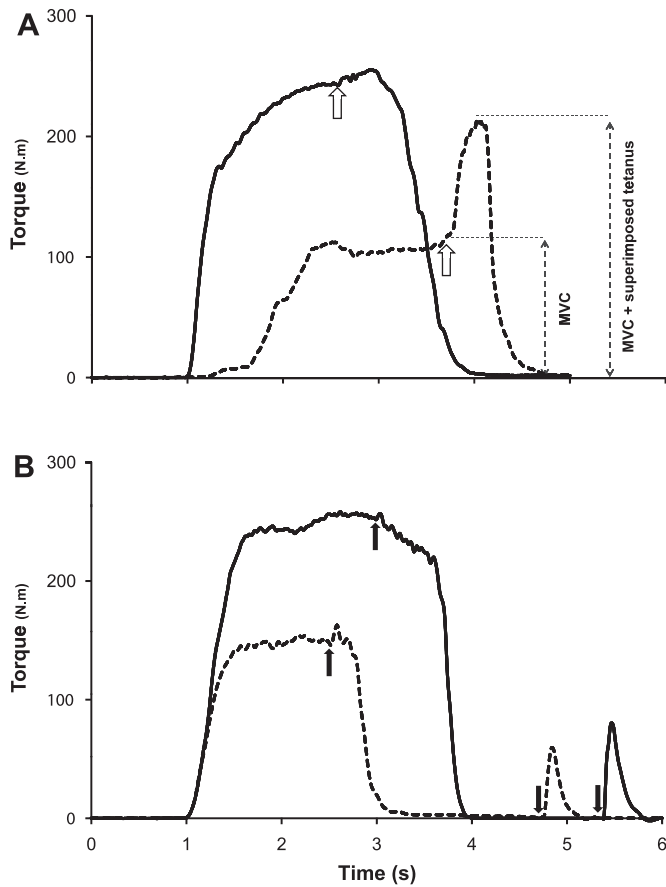 A
300
200
100
0
Torque (N.m)
MVC
MVC + superimposed tetanus
B
300
200
100
0
Torque (N.m)
0 1 2 3 4 5 6
Time (s)